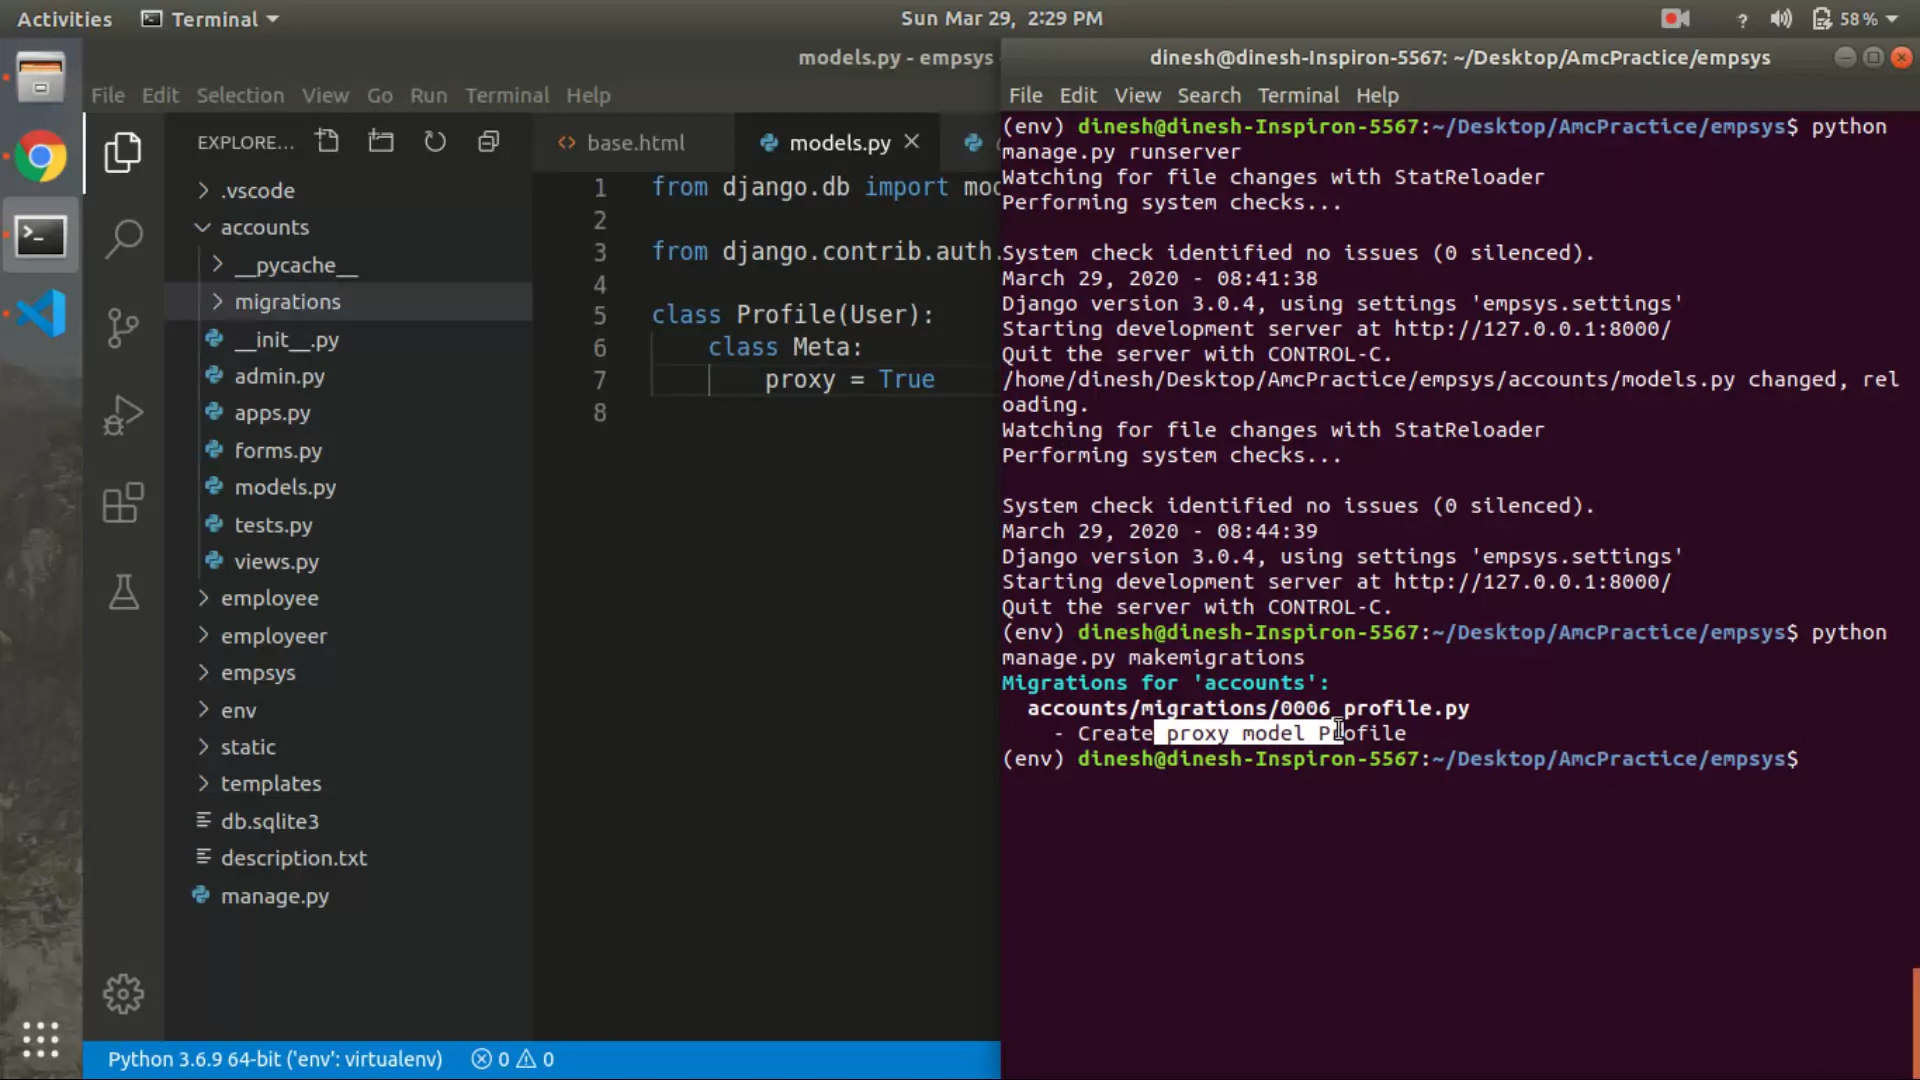 Activities
Terminal
Sun Mar 29, 2:29 PM
?
58 %
models.py - empsys
File Edit Selection View Go Run Terminal Help
EXPLORE...
base.html
models.py
.vscode
accounts
__pycache__
migrations
__init__.py
admin.py
apps.py
forms.py
models.py
tests.py
views.py
employee
employeer
empsys
env
static
templates
db.sqlite3
description.txt
manage.py
1 from django.db import mod
2
3 from django.contrib.auth.
4
5 class Profile(User):
6 class Meta:
7 proxy = True
8
Python 3.6.9 64-bit ('env': virtualenv) 0 0
dinesh@dinesh-Inspiron-5567: ~/Desktop/AmcPractice/empsys
File Edit View Search Terminal Help
(env) dinesh@dinesh-Inspiron-5567:~/Desktop/AmcPractice/empsys$ python
manage.py runserver
Watching for file changes with StatReloader
Performing system checks...
System check identified no issues (0 silenced).
March 29, 2020 - 08:41:38
Django version 3.0.4, using settings 'empsys.settings'
Starting development server at http://127.0.0.1:8000/
Quit the server with CONTROL-C.
/home/dinesh/Desktop/AmcPractice/empsys/accounts/models.py changed, rel
oading.
Watching for file changes with StatReloader
Performing system checks...
System check identified no issues (0 silenced).
March 29, 2020 - 08:44:39
Django version 3.0.4, using settings 'empsys.settings'
Starting development server at http://127.0.0.1:8000/
Quit the server with CONTROL-C.
(env) dinesh@dinesh-Inspiron-5567:~/Desktop/AmcPractice/empsys$ python
manage.py makemigrations
Migrations for 'accounts':
accounts/migrations/0006_profile.py
- Create proxy model Profile
(env) dinesh@dinesh-Inspiron-5567:~/Desktop/AmcPractice/empsys$